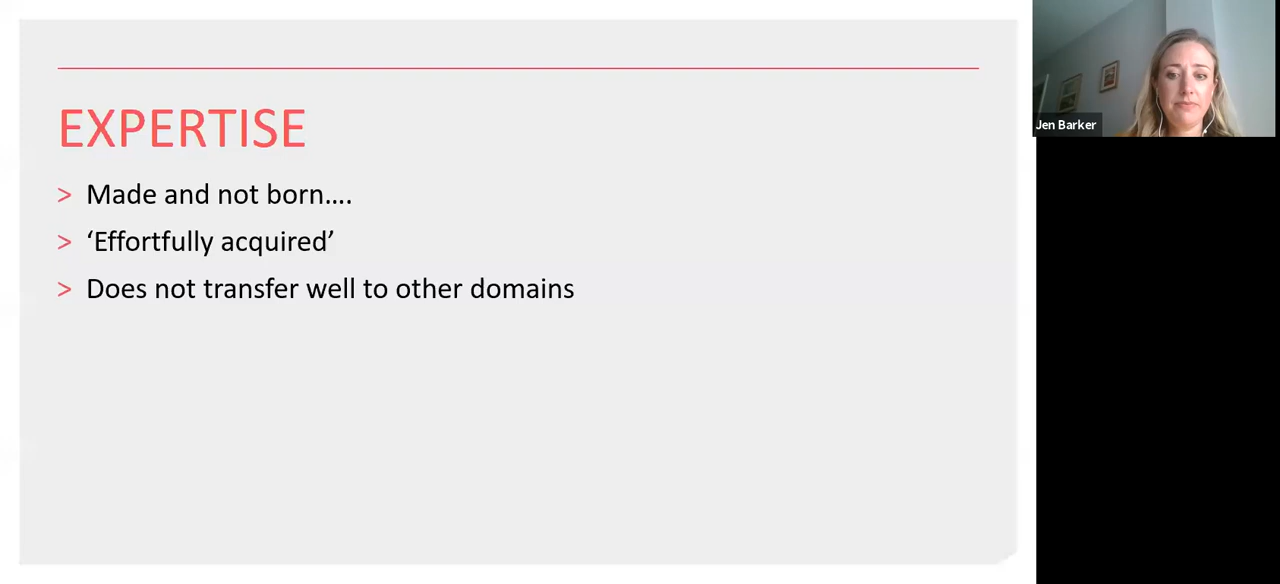 EXPERTISE
> Made and not born....
> ‘Effortfully acquired’
> Does not transfer well to other domains
Jen Barker